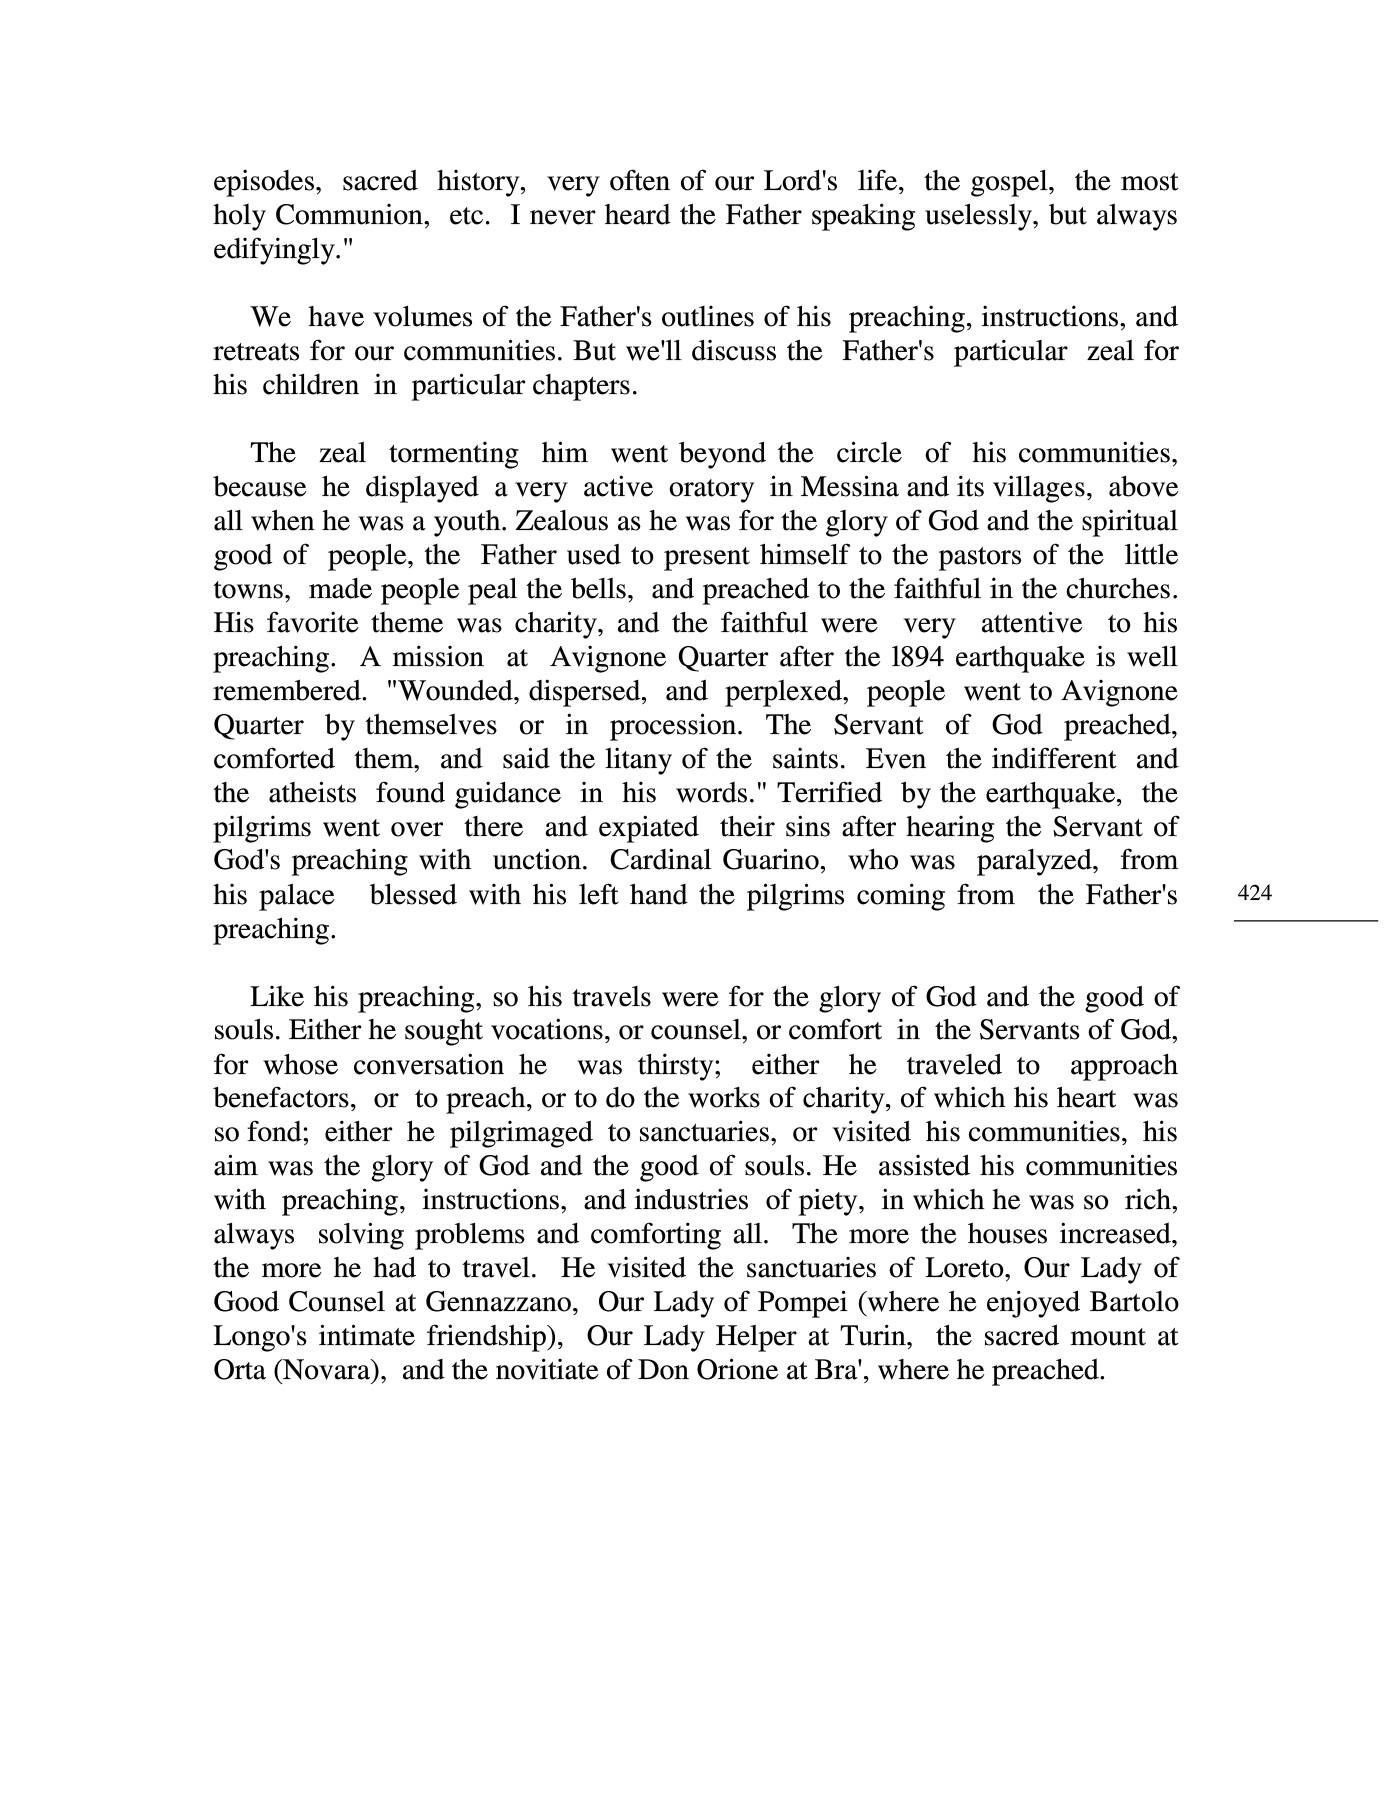 episodes, sacred history, very often of our Lord's life, the gospel, the most
holy Communion, etc. I never heard the Father speaking uselessly, but always
edifyingly."
We have volumes of the Father's outlines of his preaching, instructions, and
retreats for our communities. But we'll discuss the Father's particular zeal for
his children in particular chapters.
The zeal tormenting him went beyond the circle of his communities,
because he displayed a very active oratory in Messina and its villages, above
all when he was a youth. Zealous as he was for the glory of God and the spiritual
good of people, the Father used to present himself to the pastors of the little
towns, made people peal the bells, and preached to the faithful in the churches.
His favorite theme was charity, and the faithful were very attentive to his
preaching. A mission at Avignone Quarter after the 1894 earthquake is well
remembered. "Wounded, dispersed, and perplexed, people went to Avignone
Quarter by themselves or in procession. The Servant of God preached,
comforted them, and said the litany of the saints. Even the indifferent and
the atheists found guidance in his words." Terrified by the earthquake, the
pilgrims went over there and expiated their sins after hearing the Servant of
God's preaching with unction. Cardinal Guarino, who was paralyzed, from
his palace blessed with his left hand the pilgrims coming from the Father's
preaching.
424
Like his preaching, so his travels were for the glory of God and the good of
souls. Either he sought vocations, or counsel, or comfort in the Servants of God,
for whose conversation he was thirsty; either he traveled to approach
benefactors, or to preach, or to do the works of charity, of which his heart was
so fond; either he pilgrimaged to sanctuaries, or visited his communities, his
aim was the glory of God and the good of souls. He assisted his communities
with preaching, instructions, and industries of piety, in which he was so rich,
always solving problems and comforting all. The more the houses increased,
the more he had to travel. He visited the sanctuaries of Loreto, Our Lady of
Good Counsel at Gennazzano, Our Lady of Pompei (where he enjoyed Bartolo
Longo's intimate friendship), Our Lady Helper at Turin, the sacred mount at
Orta (Novara), and the novitiate of Don Orione at Bra', where he preached.